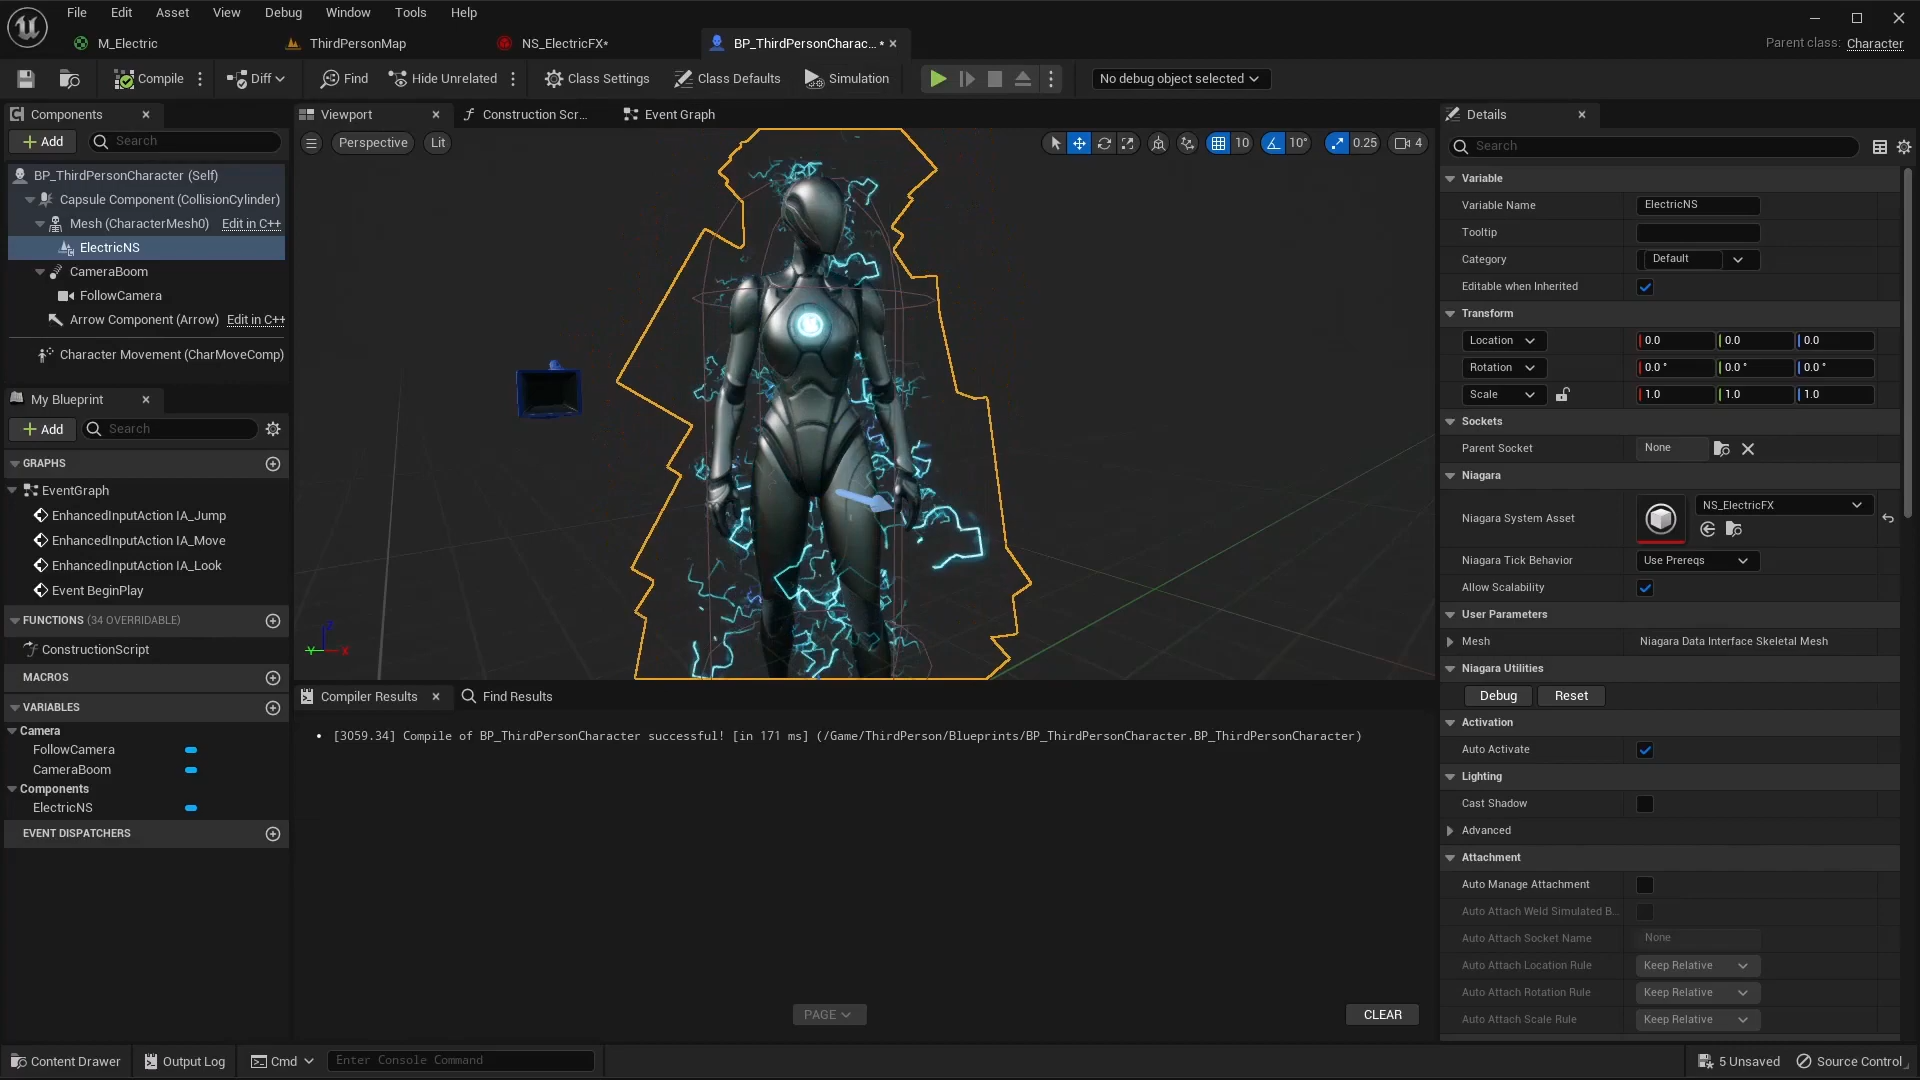 File Edit Asset View Debug Window Tools Help
M_Electric ThirdPersonMap NS_ElectricFX* BP_ThirdPersonCharac...*
Parent class: Character
Compile Diff Find Hide Unrelated Class Settings Class Defaults Simulation No debug object selected
Components
Add Search
BP_ThirdPersonCharacter (Self)
Capsule Component (CollisionCylinder)
Mesh (CharacterMesh0) Edit in C++
ElectricNS
CameraBoom
FollowCamera
Arrow Component (Arrow) Edit in C++
Character Movement (CharMoveComp)
My Blueprint
Add Search
GRAPHS
EventGraph
EnhancedInputAction IA_Jump
EnhancedInputAction IA_Move
EnhancedInputAction IA_Look
Event BeginPlay
FUNCTIONS (34 OVERRIDABLE)
ConstructionScript
MACROS
VARIABLES
Camera
FollowCamera
CameraBoom
Components
ElectricNS
EVENT DISPATCHERS
Viewport Construction Scr... Event Graph
Perspective Lit 10 10° 0.25 4
Z
Y X
Compiler Results Find Results
• [3059.34] Compile of BP_ThirdPersonCharacter successful! [in 171 ms] (/Game/ThirdPerson/Blueprints/BP_ThirdPersonCharacter.BP_ThirdPersonCharacter)
PAGE CLEAR
Details
Search
Variable
Variable Name ElectricNS
Tooltip
Category Default
Editable when Inherited
Transform
Location 0.0 0.0 0.0
Rotation 0.0° 0.0° 0.0°
Scale 1.0 1.0 1.0
Sockets
Parent Socket None
Niagara
Niagara System Asset NS_ElectricFX
Niagara Tick Behavior Use Prereqs
Allow Scalability
User Parameters
Mesh Niagara Data Interface Skeletal Mesh
Niagara Utilities
Debug Reset
Activation
Auto Activate
Lighting
Cast Shadow
Advanced
Attachment
Auto Manage Attachment
Auto Attach Weld Simulated B...
Auto Attach Socket Name None
Auto Attach Location Rule Keep Relative
Auto Attach Rotation Rule Keep Relative
Auto Attach Scale Rule Keep Relative
Content Drawer Output Log Cmd Enter Console Command 5 Unsaved Source Control